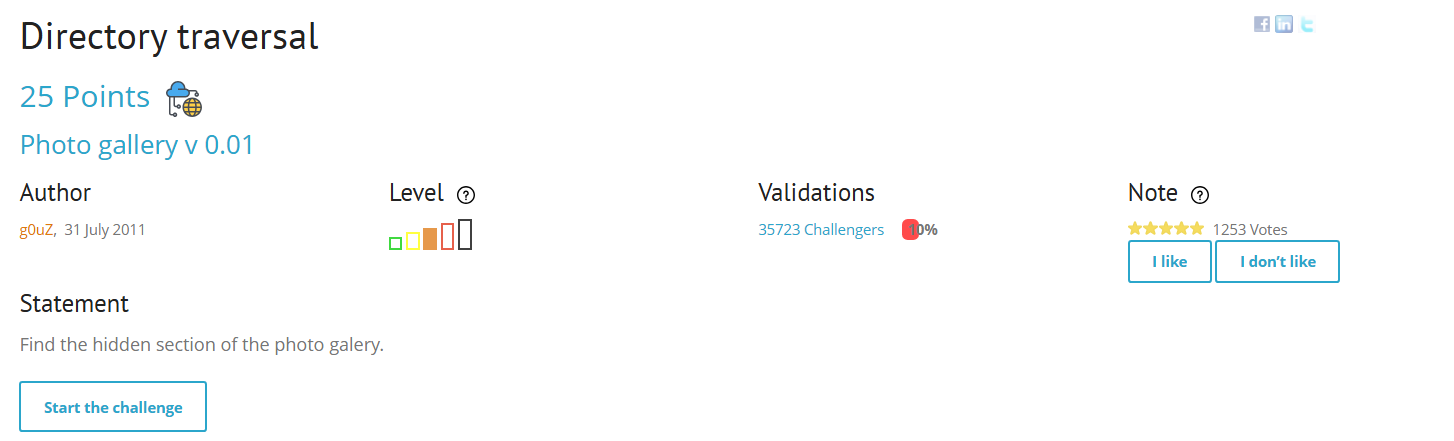 Directory traversal
25 Points
Photo gallery v 0.01
Author
Level ?
Validations
Note ?
g0uZ, 31 July 2011
35723 Challengers 10%
1253 Votes
I like
I don't like
Statement
Find the hidden section of the photo galery.
Start the challenge